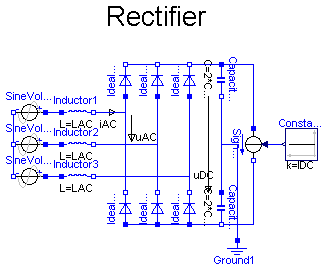 Rectifier
Ideal...
Ideal...
Ideal...
C=2*C...
Capacit...
SineVol...
Inductor1
L=LAC
iAC
SineVol...
Inductor2
L=LAC
uAC
SineVol...
Inductor3
L=LAC
uDC
Sign...
Consta...
k=IDC
Ideal...
Ideal...
Ideal...
C=2*C...
Capacit...
Ground1